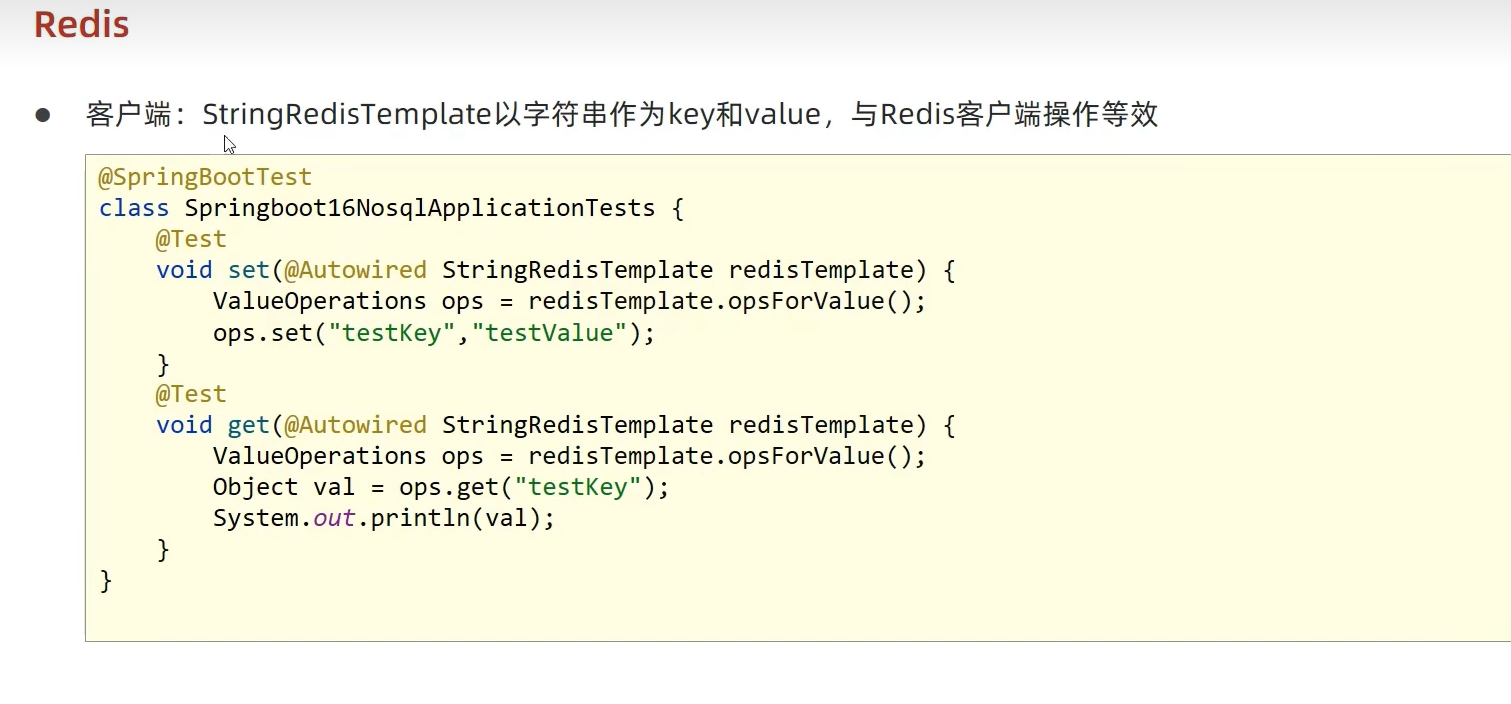 Redis
客户端：StringRedisTemplate以字符串作为key和value，与Redis客户端操作等效
@SpringBootTest
class Springboot16NosqlApplicationTests {
    @Test
    void set(@Autowired StringRedisTemplate redisTemplate) {
        ValueOperations ops = redisTemplate.opsForValue();
        ops.set("testKey","testValue");
    }
    @Test
    void get(@Autowired StringRedisTemplate redisTemplate) {
        ValueOperations ops = redisTemplate.opsForValue();
        Object val = ops.get("testKey");
        System.out.println(val);
    }
}